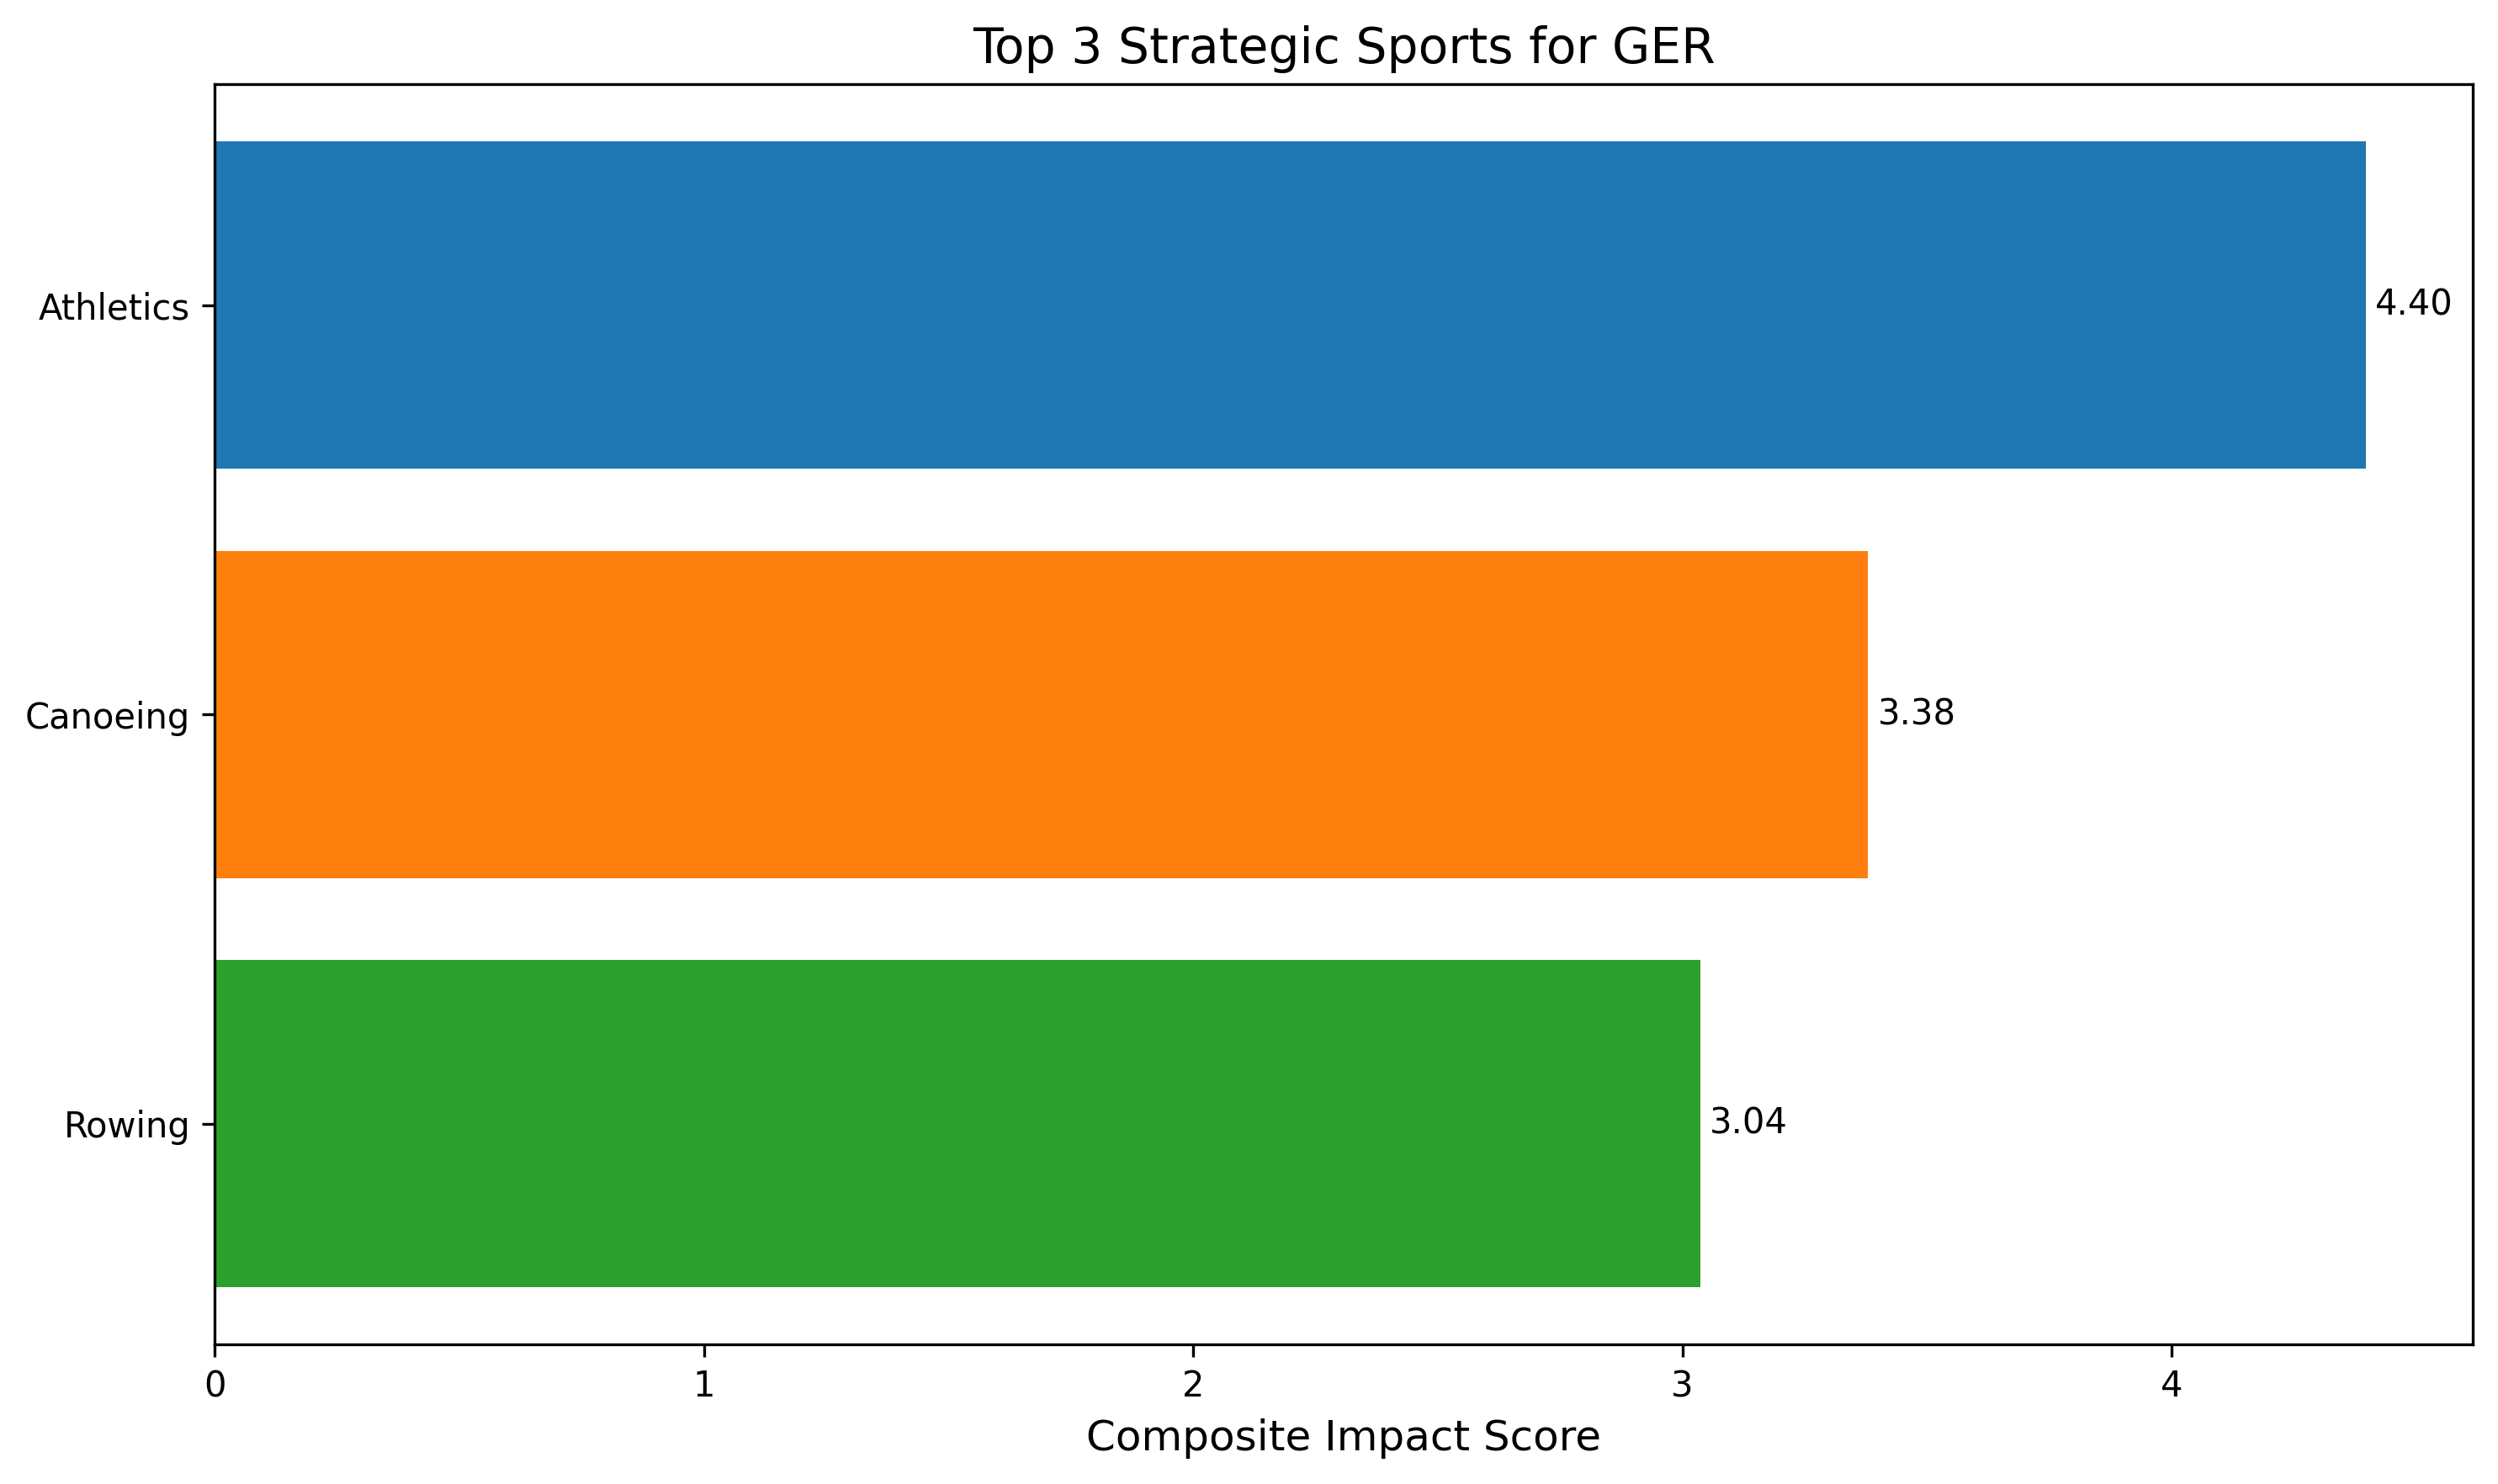 Top 3 Strategic Sports for GER
Athletics
4.40
Canoeing
3.38
Rowing
3.04
0 1 2 3 4
Composite Impact Score